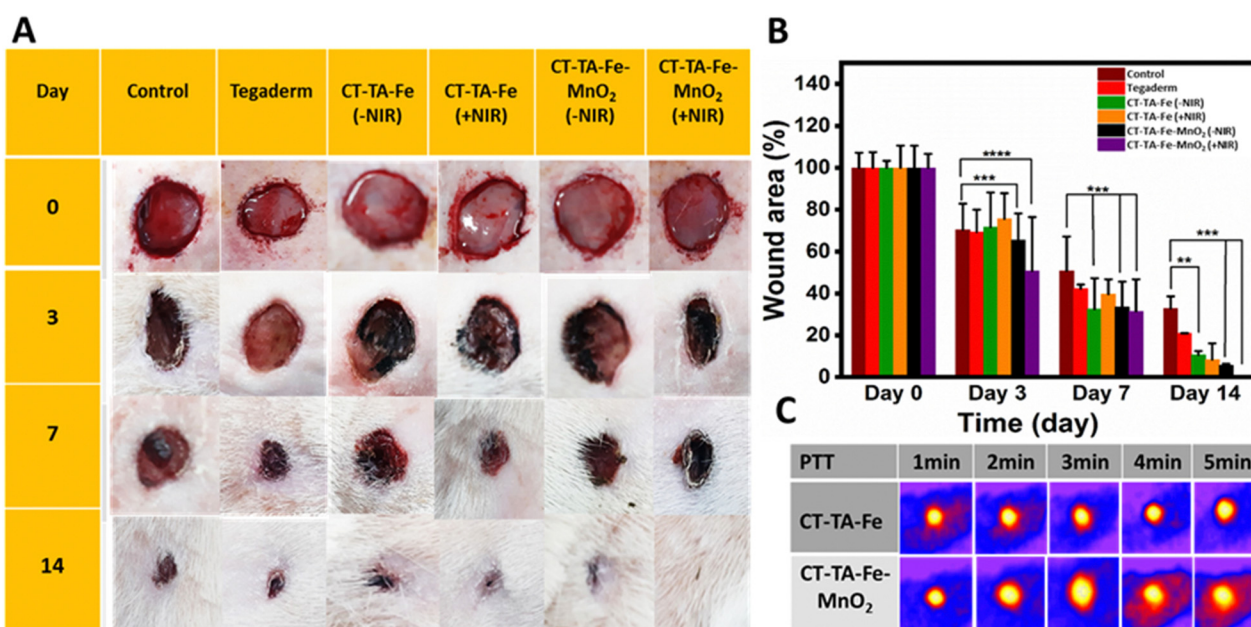 A
Day
Control
Tegaderm
CT-TA-Fe
(-NIR)
CT-TA-Fe
(+NIR)
CT-TA-Fe-
MnO₂
(-NIR)
CT-TA-Fe-
MnO₂
(+NIR)
0
3
7
14
B
Wound area (%)
140
120
100
80
60
40
20
0
Control
Tegaderm
CT-TA-Fe (-NIR)
CT-TA-Fe (+NIR)
CT-TA-Fe-MnO₂ (-NIR)
CT-TA-Fe-MnO₂ (+NIR)
****
***
***
***
**
Day 0
Day 3
Day 7
Day 14
Time (day)
C
PTT
1min
2min
3min
4min
5min
CT-TA-Fe
CT-TA-Fe-
MnO₂